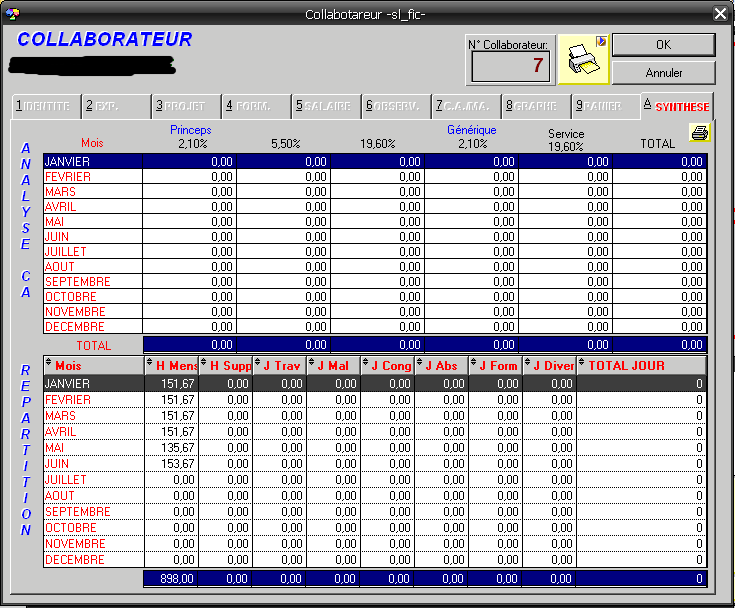 Collabotareur -sl_fic-
COLLABORATEUR
N° Collaborateur:
7
OK
Annuler
1 IDENTITE 2 EXP. 3 PROJET 4 FORM. 5 SALAIRE 6 OBSERV. 7 C.A./MA. 8 GRAPHE 9 PANIER A SYNTHESE
ANALYSE CA
Princeps Générique Service
Mois 2,10% 5,50% 19,60% 2,10% 19,60% TOTAL
JANVIER 0,00 0,00 0,00 0,00 0,00 0,00
FEVRIER 0,00 0,00 0,00 0,00 0,00 0,00
MARS 0,00 0,00 0,00 0,00 0,00 0,00
AVRIL 0,00 0,00 0,00 0,00 0,00 0,00
MAI 0,00 0,00 0,00 0,00 0,00 0,00
JUIN 0,00 0,00 0,00 0,00 0,00 0,00
JUILLET 0,00 0,00 0,00 0,00 0,00 0,00
AOUT 0,00 0,00 0,00 0,00 0,00 0,00
SEPTEMBRE 0,00 0,00 0,00 0,00 0,00 0,00
OCTOBRE 0,00 0,00 0,00 0,00 0,00 0,00
NOVEMBRE 0,00 0,00 0,00 0,00 0,00 0,00
DECEMBRE 0,00 0,00 0,00 0,00 0,00 0,00
TOTAL 0,00 0,00 0,00 0,00 0,00 0,00
REPARTITION
Mois H Mens H Supp J Trav J Mal J Cong J Abs J Form J Diver TOTAL JOUR
JANVIER 151,67 0,00 0,00 0,00 0,00 0,00 0,00 0,00 0
FEVRIER 151,67 0,00 0,00 0,00 0,00 0,00 0,00 0,00 0
MARS 151,67 0,00 0,00 0,00 0,00 0,00 0,00 0,00 0
AVRIL 151,67 0,00 0,00 0,00 0,00 0,00 0,00 0,00 0
MAI 135,67 0,00 0,00 0,00 0,00 0,00 0,00 0,00 0
JUIN 153,67 0,00 0,00 0,00 0,00 0,00 0,00 0,00 0
JUILLET 0,00 0,00 0,00 0,00 0,00 0,00 0,00 0,00 0
AOUT 0,00 0,00 0,00 0,00 0,00 0,00 0,00 0,00 0
SEPTEMBRE 0,00 0,00 0,00 0,00 0,00 0,00 0,00 0,00 0
OCTOBRE 0,00 0,00 0,00 0,00 0,00 0,00 0,00 0,00 0
NOVEMBRE 0,00 0,00 0,00 0,00 0,00 0,00 0,00 0,00 0
DECEMBRE 0,00 0,00 0,00 0,00 0,00 0,00 0,00 0,00 0
898,00 0,00 0,00 0,00 0,00 0,00 0,00 0,00 0